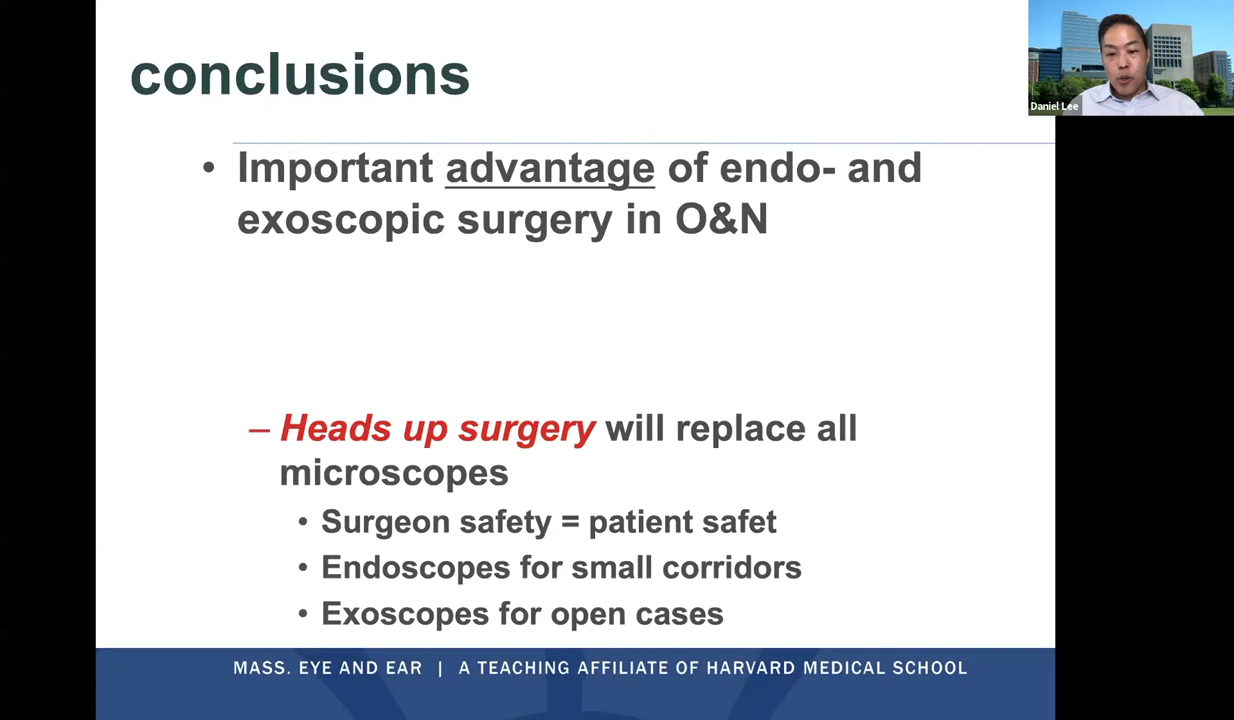 conclusions
Daniel Lee
• Important advantage of endo- and
exoscopic surgery in O&N
– Heads up surgery will replace all
microscopes
• Surgeon safety = patient safet
• Endoscopes for small corridors
• Exoscopes for open cases
MASS. EYE AND EAR | A TEACHING AFFILIATE OF HARVARD MEDICAL SCHOOL